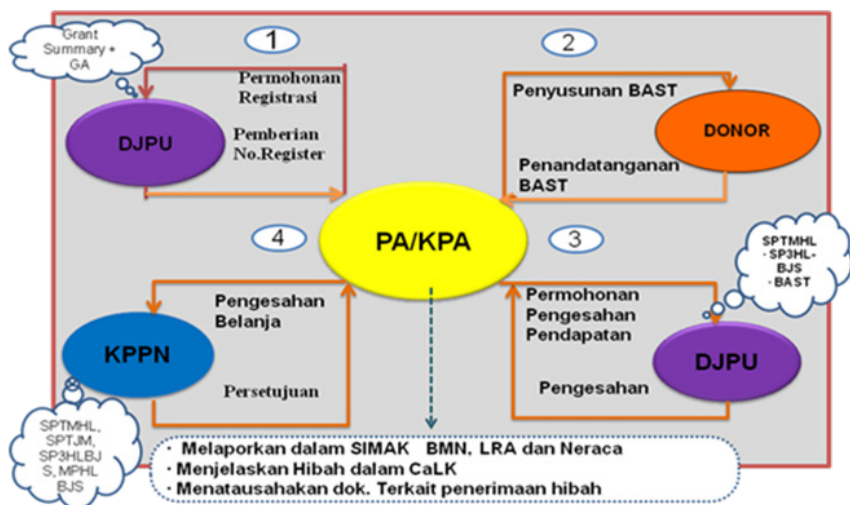 Grant
Summary +
GA
1
Permohonan
Registrasi
DJPU
Pemberian
No.Register
2
Penyusunan BAST
DONOR
Penandatanganan
BAST
PA/KPA
4
Pengesahan
Belanja
KPPN
Persetujuan
SPTMHL,
SPTJM,
SP3HLBJ
S, MPHL
BJS
3
SPTMHL
- SP3HL-
BJS
-BAST
Permohonan
Pengesahan
Pendapatan
DJPU
Pengesahan
· Melaporkan dalam SIMAK BMN, LRA dan Neraca
· Menjelaskan Hibah dalam CaLK
· Menatausahakan dok. Terkait penerimaan hibah